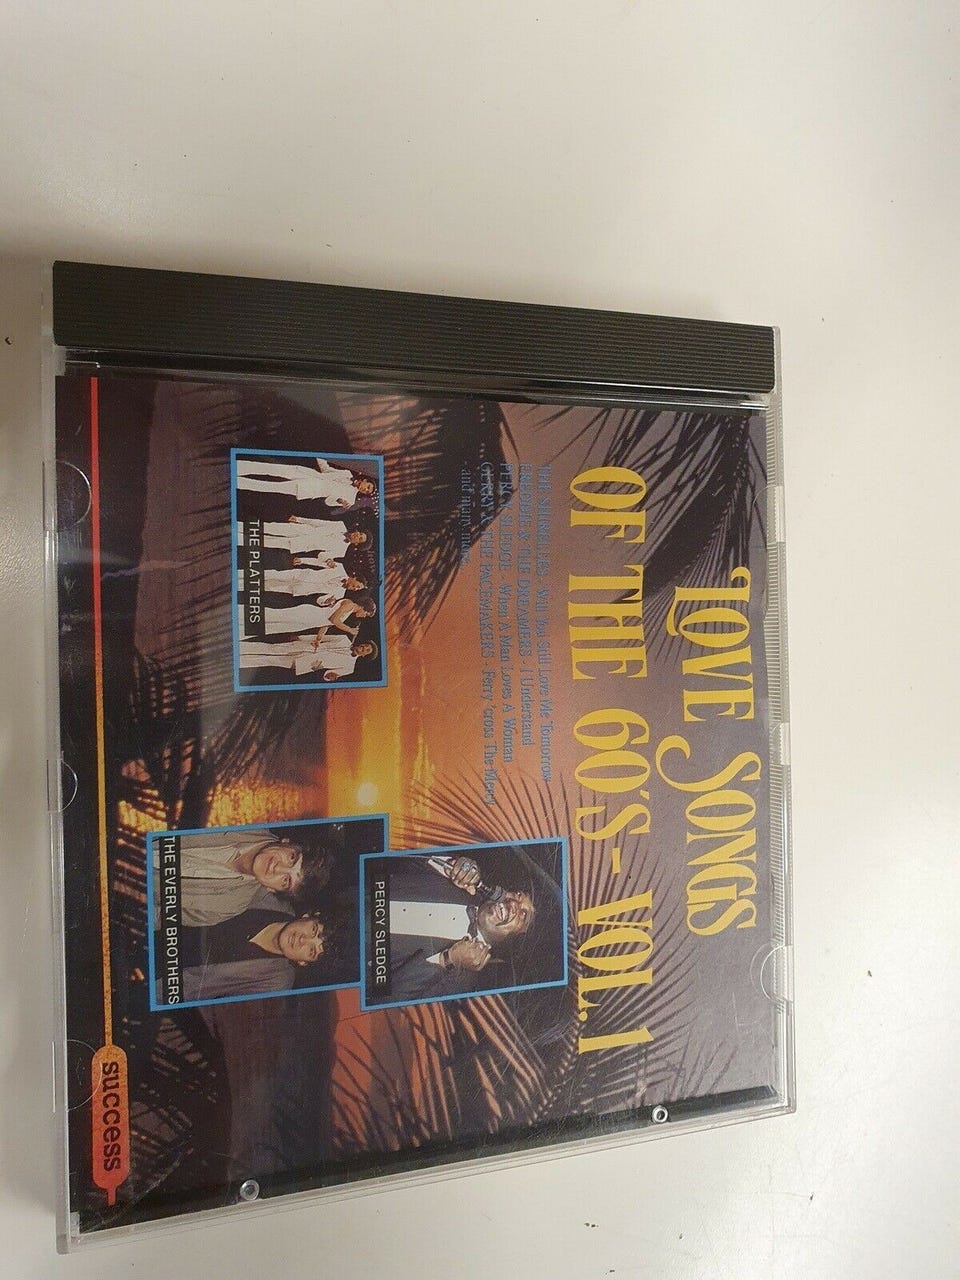 LOVE SONGS
OF THE 60'S - VOL. 1
THE SHIRELLES - Will You Still Love Me Tomorrow
& THE DREAMERS - I Understand
PERCY SLEDGE - When A Man Loves A Woman
GERRY & THE PACEMAKERS - Ferry 'cross The Mersey
- and many more
THE PLATTERS
PERCY SLEDGE
THE EVERLY BROTHERS
success